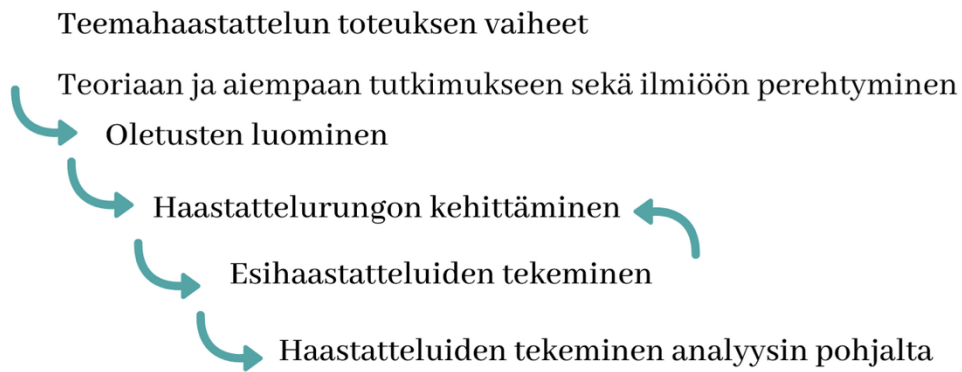 Teemahaastattelun toteuksen vaiheet
Teoriaan ja aiempaan tutkimukseen sekä ilmiöön perehtyminen
Oletusten luominen
Haastattelurungon kehittäminen
Esihaastatteluiden tekeminen
Haastatteluiden tekeminen analyysin pohjalta